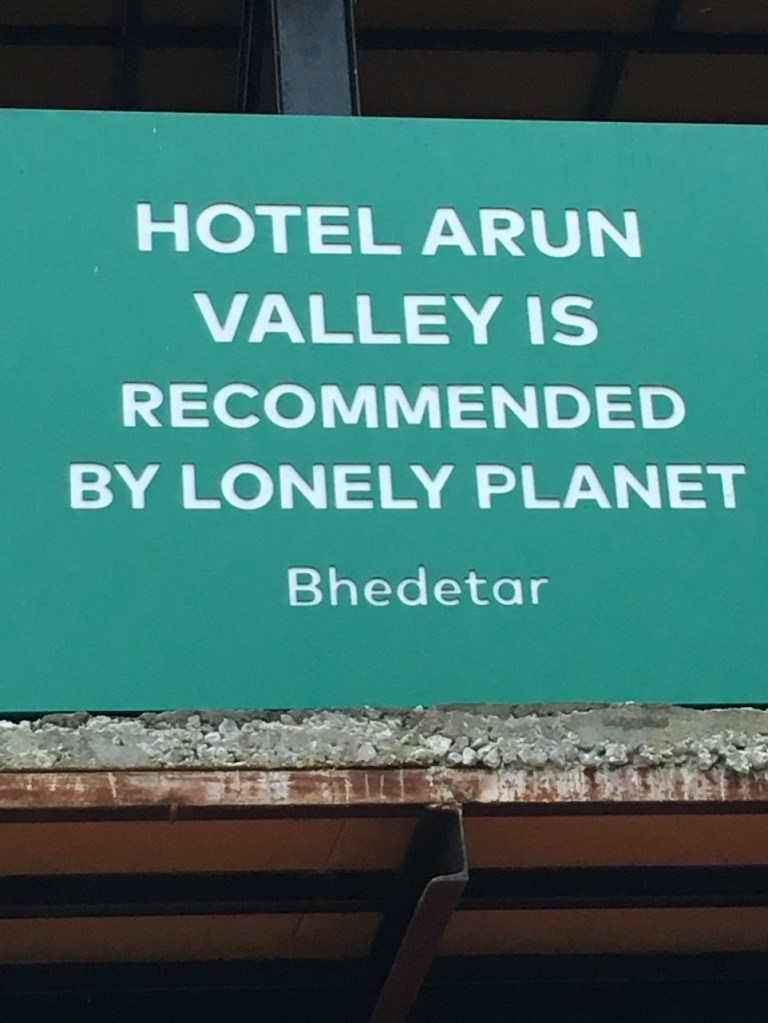 HOTEL ARUN
VALLEY IS
RECOMMENDED
BY LONELY PLANET
Bhedetar